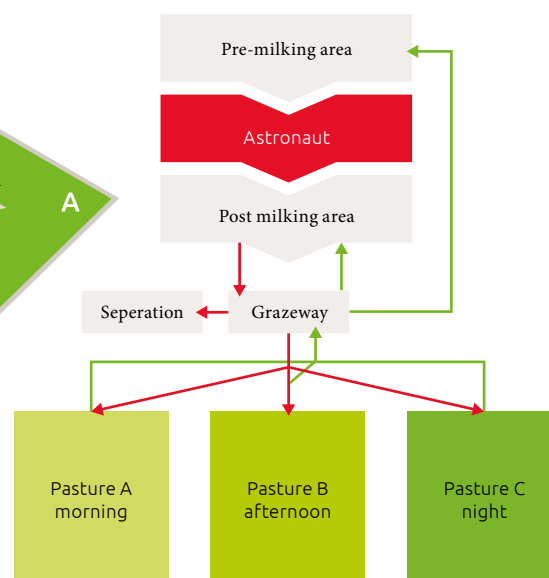 Pre-milking area
Astronaut
A
Post milking area
Seperation
Grazeway
Pasture A
morning
Pasture B
afternoon
Pasture C
night